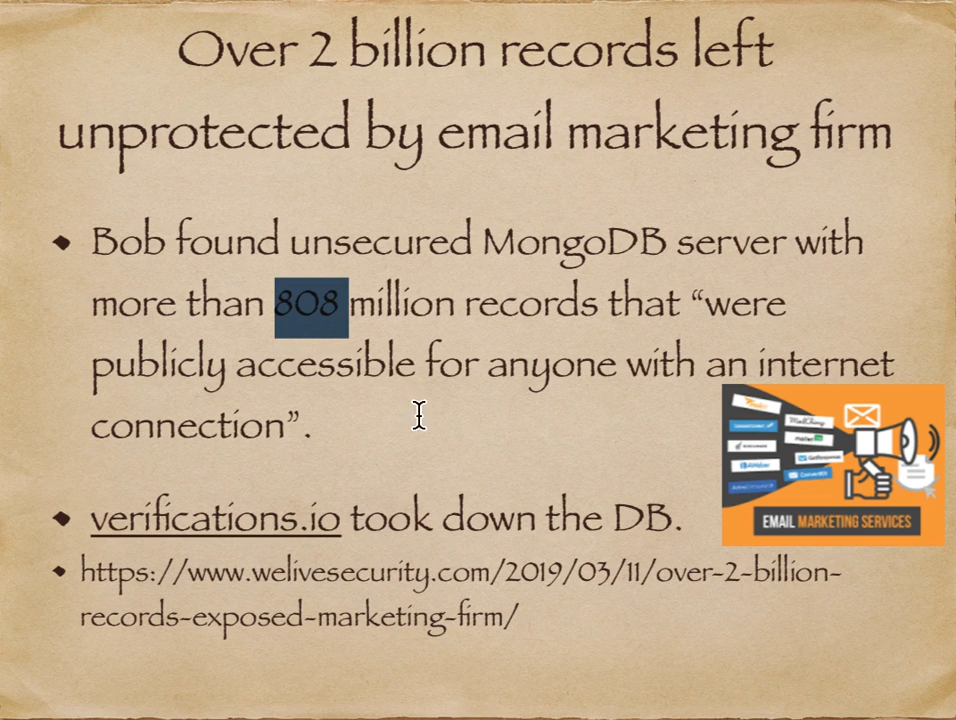 Over 2 billion records left
unprotected by email marketing firm
Bob found unsecured MongoDB server with
more than 808 million records that “were
publicly accessible for anyone with an internet
connection”.
MailChimp
GetResponse
EMAIL MARKETING SERVICES
verifications.io took down the DB.
https://www.welivesecurity.com/2019/03/11/over-2-billion-
records-exposed-marketing-firm/